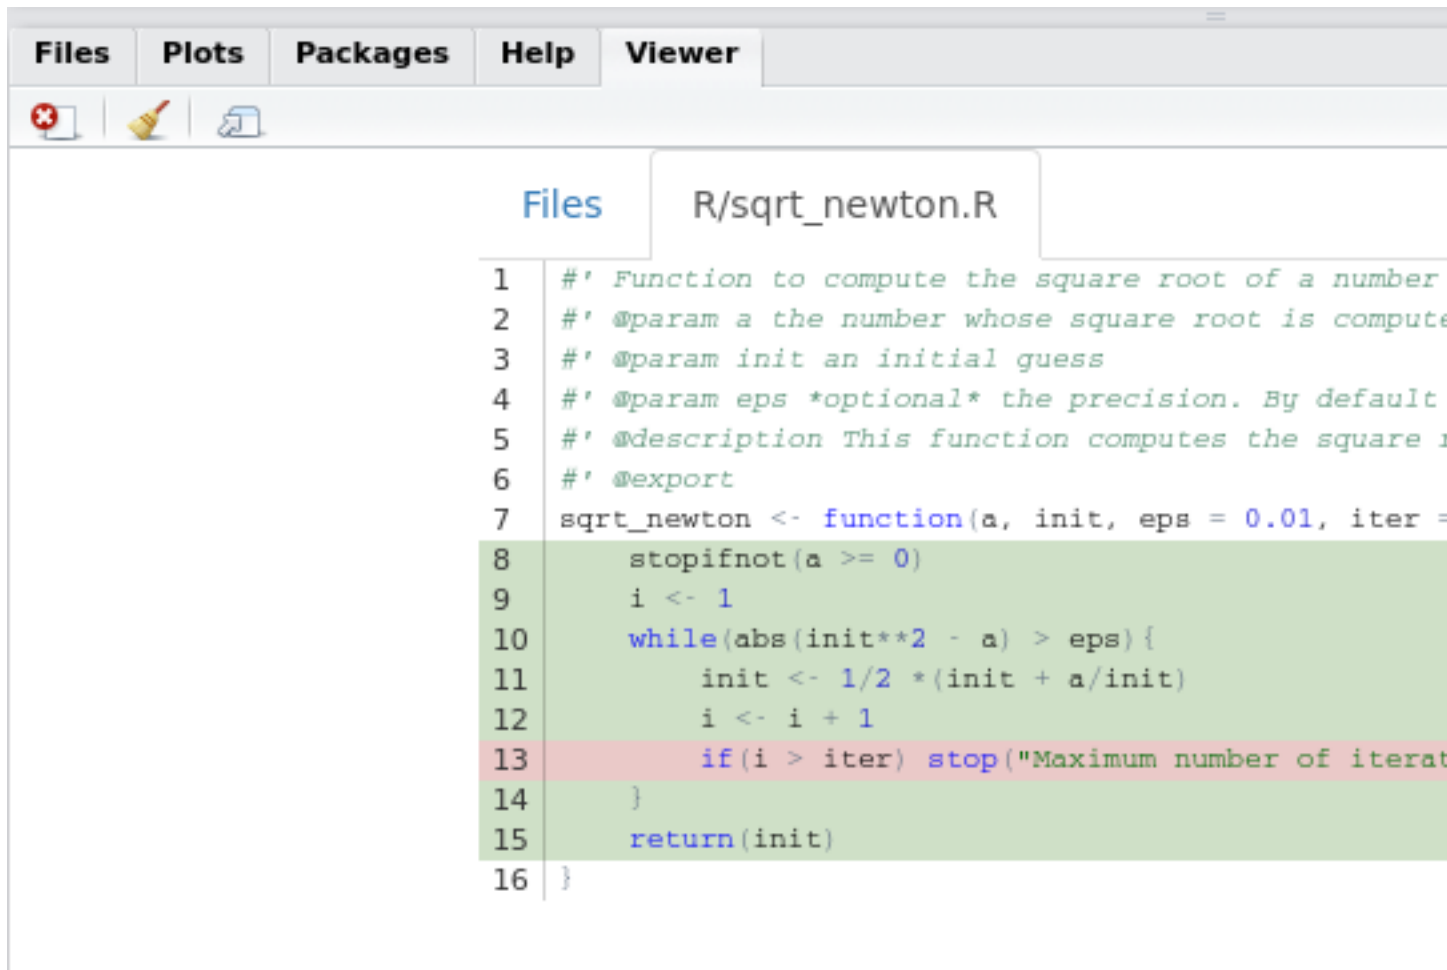 Files Plots Packages Help Viewer
Files R/sqrt_newton.R
1 #' Function to compute the square root of a number
2 #' @param a the number whose square root is compute
3 #' @param init an initial guess
4 #' @param eps *optional* the precision. By default
5 #' @description This function computes the square
6 #' @export
7 sqrt_newton <- function(a, init, eps = 0.01, iter =
8 stopifnot(a >= 0)
9 i <- 1
10 while(abs(init**2 - a) > eps){
11 init <- 1/2 *(init + a/init)
12 i <- i + 1
13 if(i > iter) stop("Maximum number of iterat
14 }
15 return(init)
16 }